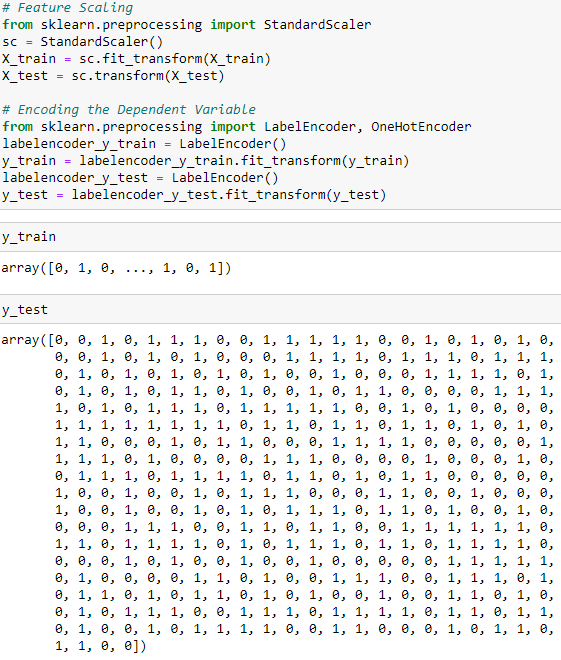 # Feature Scaling
from sklearn.preprocessing import StandardScaler
sc = StandardScaler()
X_train = sc.fit_transform(X_train)
X_test = sc.transform(X_test)
# Encoding the Dependent Variable
from sklearn.preprocessing import LabelEncoder, OneHotEncoder
labelencoder_y_train = LabelEncoder()
y_train = labelencoder_y_train.fit_transform(y_train)
labelencoder_y_test = LabelEncoder()
y_test = labelencoder_y_test.fit_transform(y_test)
y_train
array([0, 1, 0, ..., 1, 0, 1])
y_test
array([0, 0, 1, 0, 1, 1, 1, 0, 0, 1, 1, 1, 1, 1, 0, 0, 1, 0, 1, 0, 1, 0,
0, 0, 1, 0, 1, 0, 1, 0, 0, 0, 1, 1, 1, 1, 0, 1, 1, 1, 0, 1, 1, 1,
0, 1, 0, 1, 0, 1, 0, 1, 0, 1, 0, 0, 1, 0, 0, 0, 1, 1, 1, 1, 0, 1,
0, 1, 0, 1, 0, 1, 1, 0, 1, 0, 0, 1, 0, 1, 1, 0, 0, 0, 0, 1, 1, 1,
1, 0, 1, 0, 1, 1, 1, 0, 1, 1, 1, 1, 1, 0, 0, 1, 0, 1, 0, 0, 0, 0,
1, 1, 1, 1, 1, 1, 1, 1, 0, 1, 1, 0, 1, 1, 0, 1, 1, 0, 1, 0, 1, 0,
1, 1, 0, 0, 0, 1, 0, 1, 1, 0, 0, 0, 1, 1, 1, 1, 0, 0, 0, 0, 0, 1,
1, 1, 1, 0, 1, 0, 0, 0, 0, 1, 1, 1, 0, 0, 0, 0, 1, 0, 0, 0, 1, 0,
0, 1, 1, 1, 0, 1, 1, 1, 1, 0, 1, 1, 0, 1, 0, 1, 1, 0, 0, 0, 0, 0,
1, 0, 0, 1, 0, 0, 1, 0, 1, 1, 1, 0, 0, 0, 1, 1, 0, 0, 1, 0, 0, 0,
1, 0, 0, 1, 0, 0, 1, 0, 1, 0, 1, 1, 1, 0, 1, 1, 0, 1, 0, 0, 1, 0,
0, 0, 0, 1, 1, 1, 0, 0, 1, 1, 0, 1, 1, 0, 0, 1, 1, 1, 1, 1, 1, 0,
1, 1, 0, 1, 1, 1, 1, 0, 1, 0, 1, 1, 1, 0, 1, 1, 0, 1, 1, 1, 1, 0,
0, 0, 0, 1, 0, 1, 0, 0, 1, 0, 0, 1, 0, 0, 0, 0, 0, 1, 1, 1, 1, 1,
0, 1, 0, 0, 0, 0, 1, 1, 0, 1, 0, 0, 1, 1, 1, 0, 0, 1, 1, 1, 0, 1,
0, 1, 1, 0, 1, 0, 1, 1, 0, 1, 0, 1, 0, 0, 1, 0, 0, 1, 1, 0, 1, 0,
0, 1, 0, 1, 1, 1, 0, 0, 1, 1, 1, 1, 0, 1, 1, 1, 1, 0, 1, 1, 0, 1, 1,
0, 1, 0, 0, 1, 0, 1, 1, 1, 1, 0, 0, 1, 1, 0, 0, 0, 1, 0, 1, 1, 0,
1, 1, 0, 0])